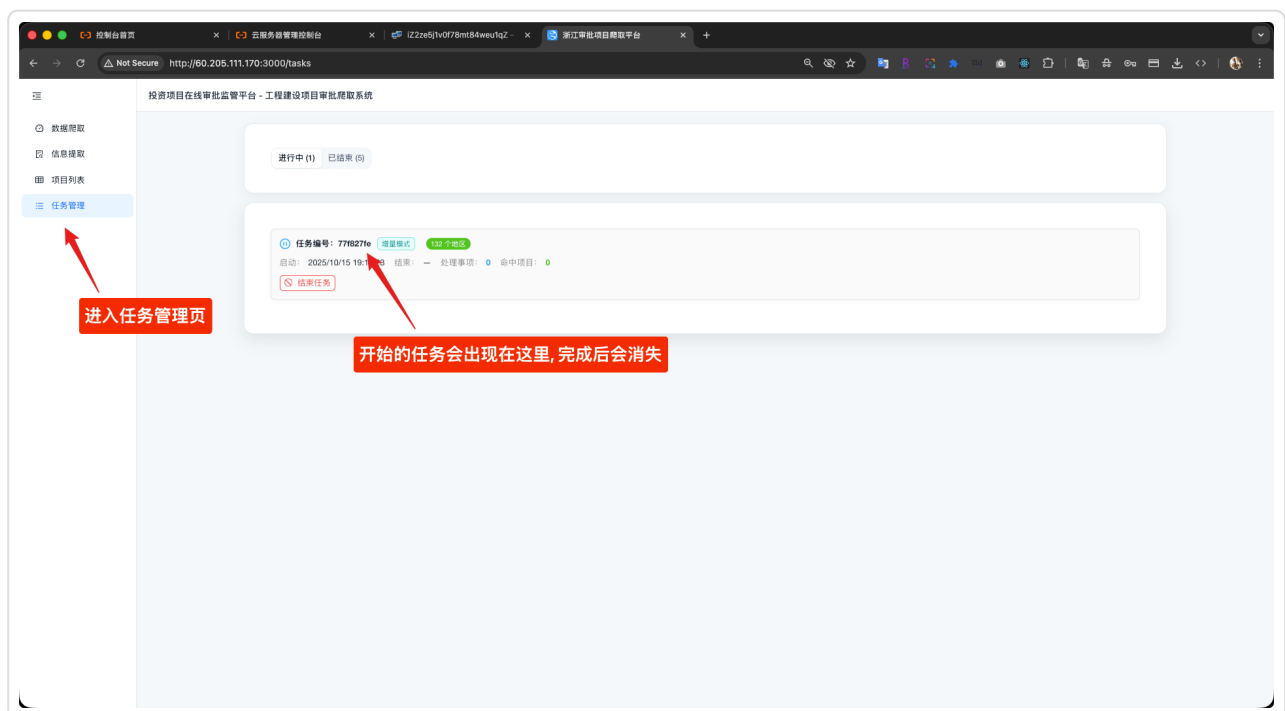 控制台首页
云服务器管理控制台
iZ2ze5j1v0f78mt84weu1qZ -
浙江审批项目爬取平台
Not Secure
http://60.205.111.170:3000/tasks
投资项目在线审批监管平台 - 工程建设项目审批爬取系统
数据爬取
信息提取
项目列表
任务管理
进行中 (1) 已结束 (5)
任务编号: 77f827fe 增量模式 132 个地区
启动: 2025/10/15 19:1 结束: — 处理事项: 0 命中项目: 0
结束任务
进入任务管理页
开始的任务会出现在这里, 完成后会消失